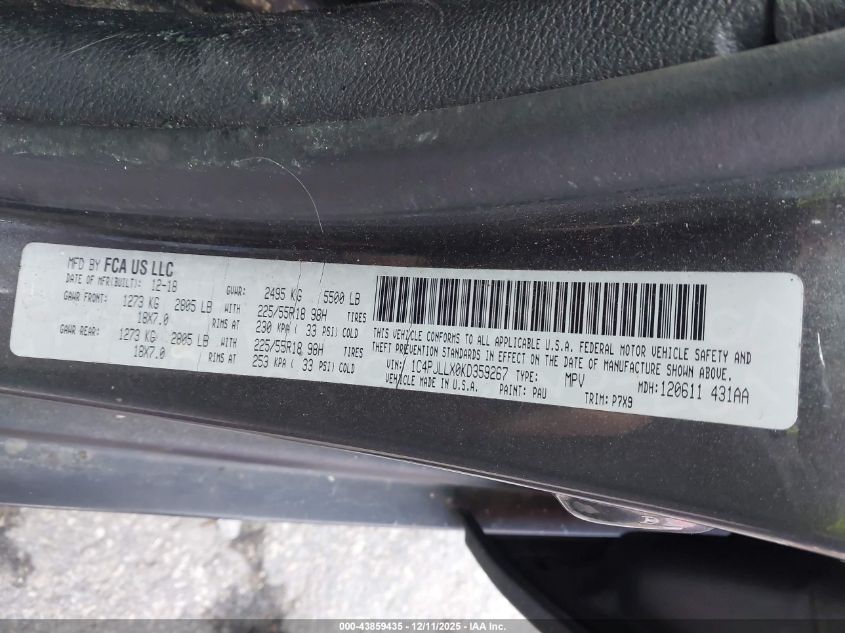 MFD BY FCA US LLC
DATE OF MFR(BUILT): 12-18 GVWR: 2495 KG 5500 LB
GAWR FRONT: 1273 KG 2805 LB WITH 225/55R18 98H TIRES
18X7.0 RIMS AT 230 KPA ( 33 PSI) COLD
GAWR REAR: 1273 KG 2805 LB WITH 225/55R18 98H TIRES
18X7.0 RIMS AT 253 KPA ( 33 PSI) COLD
THIS VEHICLE CONFORMS TO ALL APPLICABLE U.S.A. FEDERAL MOTOR VEHICLE SAFETY AND
THEFT PREVENTION STANDARDS IN EFFECT ON THE DATE OF MANUFACTURE SHOWN ABOVE.
VIN: 1C4PJLLX0KD359267 TYPE: MPV MDH: 120611 431AA
VEHICLE MADE IN U.S.A. PAINT: PAU TRIM: P7X9
000-43859435 - 12/11/2025 - IAA Inc.